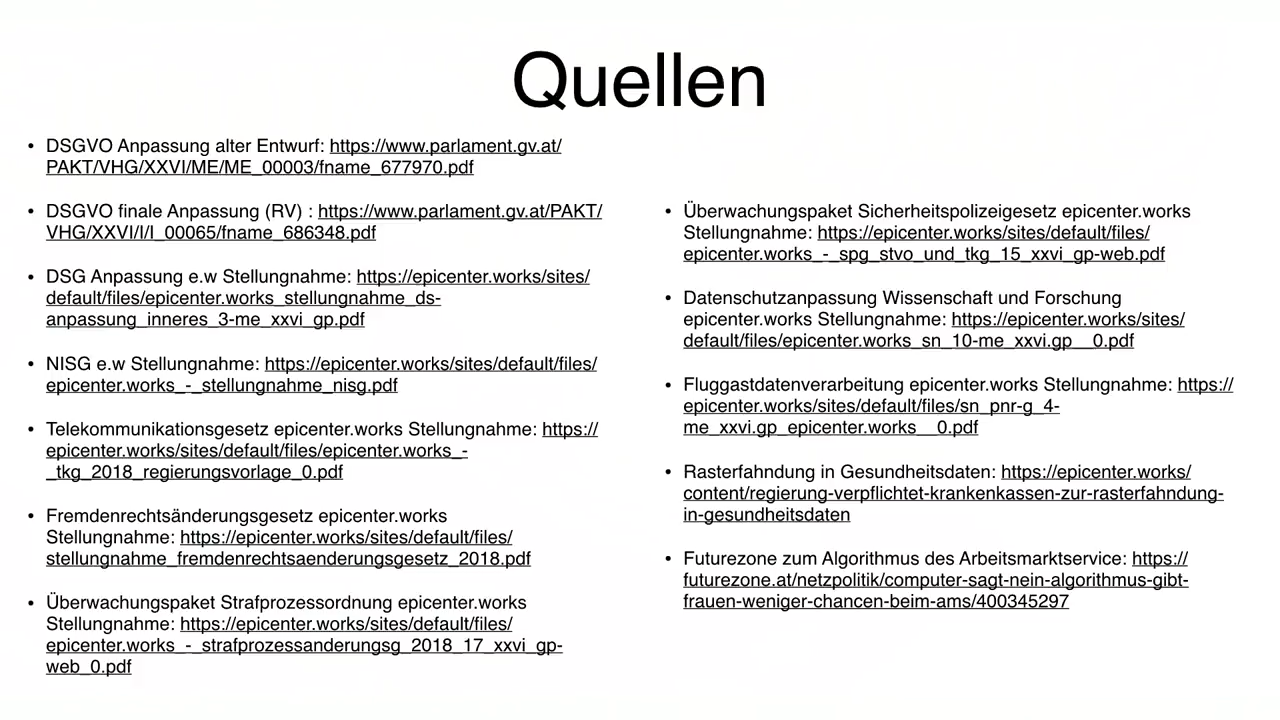 Quellen
• DSGVO Anpassung alter Entwurf: https://www.parlament.gv.at/
PAKT/VHG/XXVI/ME/ME_00003/fname_677970.pdf
• DSGVO finale Anpassung (RV) : https://www.parlament.gv.at/PAKT/
VHG/XXVI/I/I_00065/fname_686348.pdf
• DSG Anpassung e.w Stellungnahme: https://epicenter.works/sites/
default/files/epicenter.works_stellungnahme_ds-
anpassung_inneres_3-me_xxvi_gp.pdf
• NISG e.w Stellungnahme: https://epicenter.works/sites/default/files/
epicenter.works_-_stellungnahme_nisg.pdf
• Telekommunikationsgesetz epicenter.works Stellungnahme: https://
epicenter.works/sites/default/files/epicenter.works_-
_tkg_2018_regierungsvorlage_0.pdf
• Fremdenrechtsänderungsgesetz epicenter.works
Stellungnahme: https://epicenter.works/sites/default/files/
stellungnahme_fremdenrechtsaenderungsgesetz_2018.pdf
• Überwachungspaket Strafprozessordnung epicenter.works
Stellungnahme: https://epicenter.works/sites/default/files/
epicenter.works_-_strafprozessanderungsg_2018_17_xxvi_gp-
web_0.pdf
• Überwachungspaket Sicherheitspolizeigesetz epicenter.works
Stellungnahme: https://epicenter.works/sites/default/files/
epicenter.works_-_spg_stvo_und_tkg_15_xxvi_gp-web.pdf
• Datenschutzanpassung Wissenschaft und Forschung
epicenter.works Stellungnahme: https://epicenter.works/sites/
default/files/epicenter.works_sn_10-me_xxvi.gp__0.pdf
• Fluggastdatenverarbeitung epicenter.works Stellungnahme: https://
epicenter.works/sites/default/files/sn_pnr-g_4-
me_xxvi.gp_epicenter.works__0.pdf
• Rasterfahndung in Gesundheitsdaten: https://epicenter.works/
content/regierung-verpflichtet-krankenkassen-zur-rasterfahndung-
in-gesundheitsdaten
• Futurezone zum Algorithmus des Arbeitsmarktservice: https://
futurezone.at/netzpolitik/computer-sagt-nein-algorithmus-gibt-
frauen-weniger-chancen-beim-ams/400345297